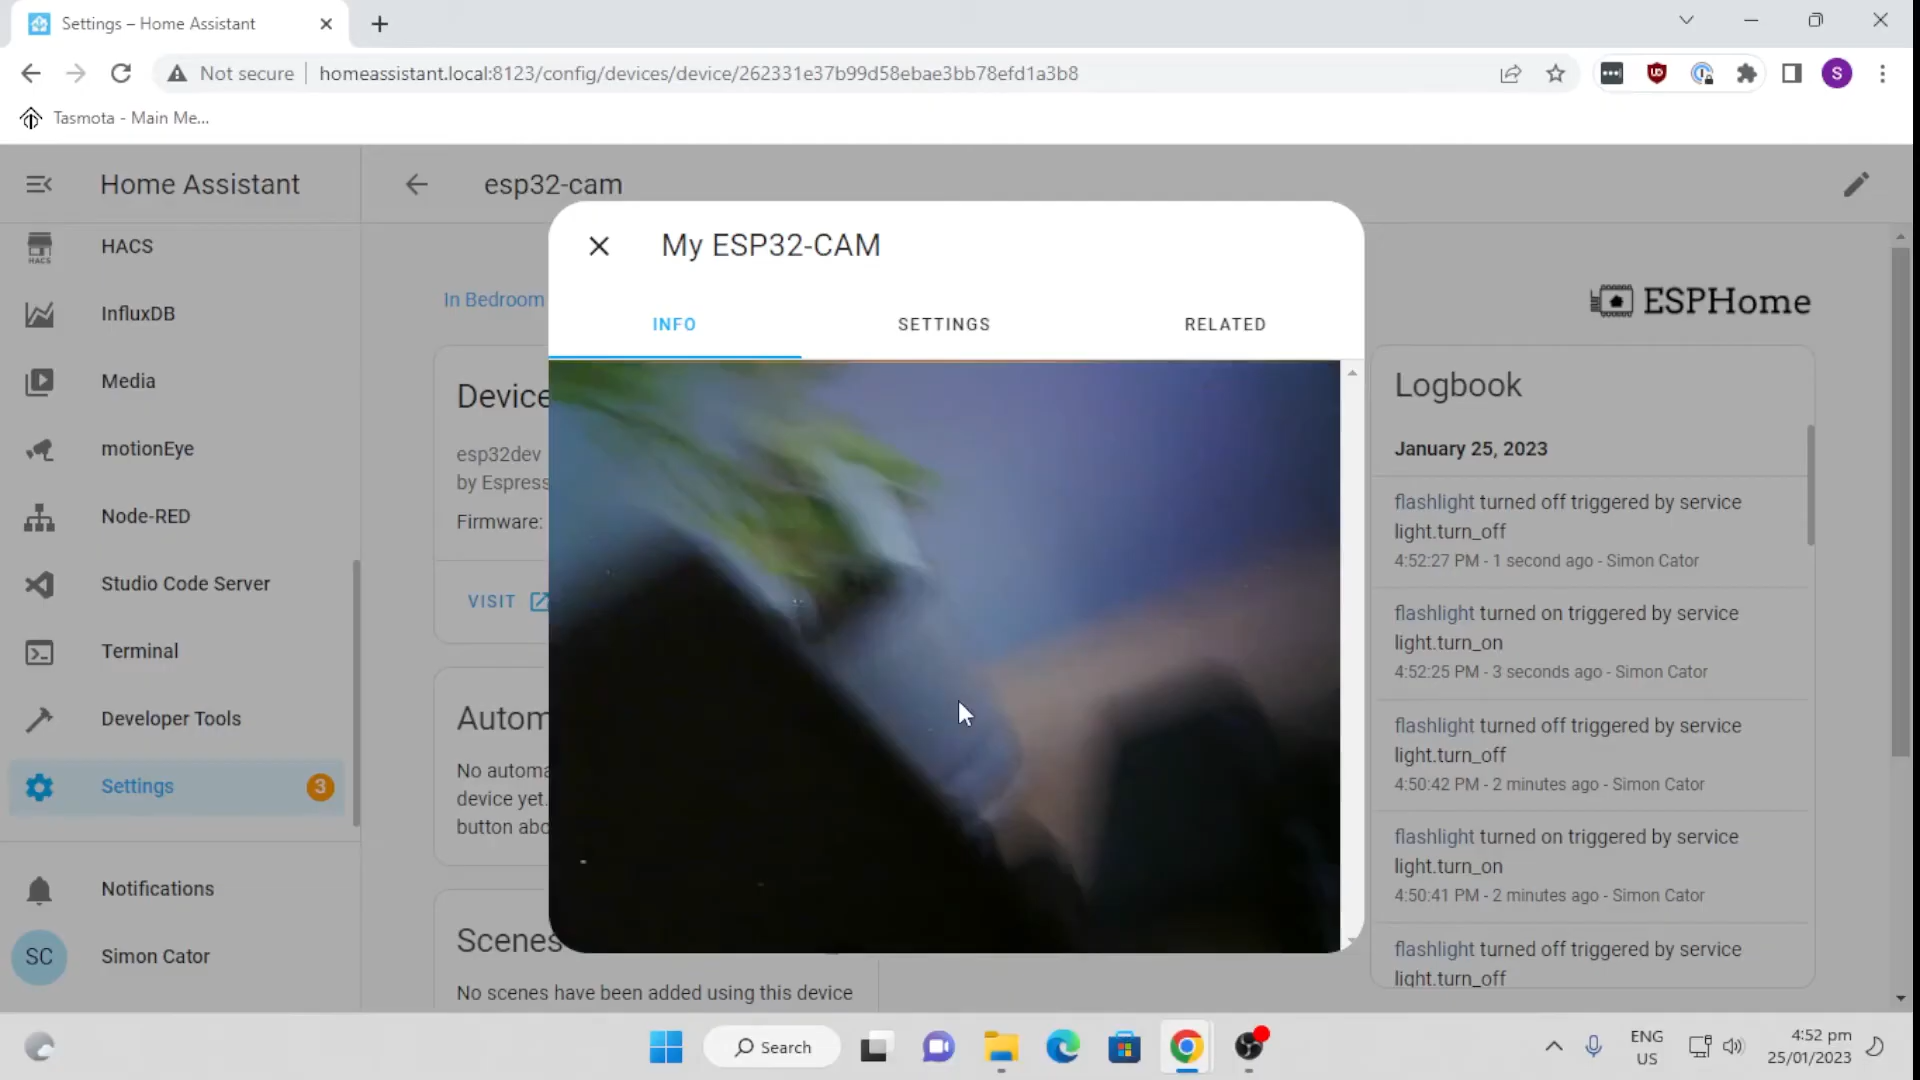 Settings – Home Assistant
Not secure
homeassistant.local:8123/config/devices/device/262331e37b99d58ebae3bb78efd1a3b8
S
Tasmota - Main Me...
Home Assistant
esp32-cam
HACS
HACS
InfluxDB
Media
motionEye
Node-RED
Studio Code Server
Terminal
Developer Tools
Settings
3
Notifications
SC
Simon Cator
In Bedroom
Device
esp32dev
by Espress
Firmware:
VISIT
Autom
No automa
device yet.
button abo
Scenes
No scenes have been added using this device
My ESP32-CAM
INFO
SETTINGS
RELATED
ESPHome
Logbook
January 25, 2023
flashlight turned off triggered by service
light.turn_off
4:52:27 PM - 1 second ago - Simon Cator
flashlight turned on triggered by service
light.turn_on
4:52:25 PM - 3 seconds ago - Simon Cator
flashlight turned off triggered by service
light.turn_off
4:50:42 PM - 2 minutes ago - Simon Cator
flashlight turned on triggered by service
light.turn_on
4:50:41 PM - 2 minutes ago - Simon Cator
flashlight turned off triggered by service
light.turn_off
Search
ENG
US
4:52 pm
25/01/2023